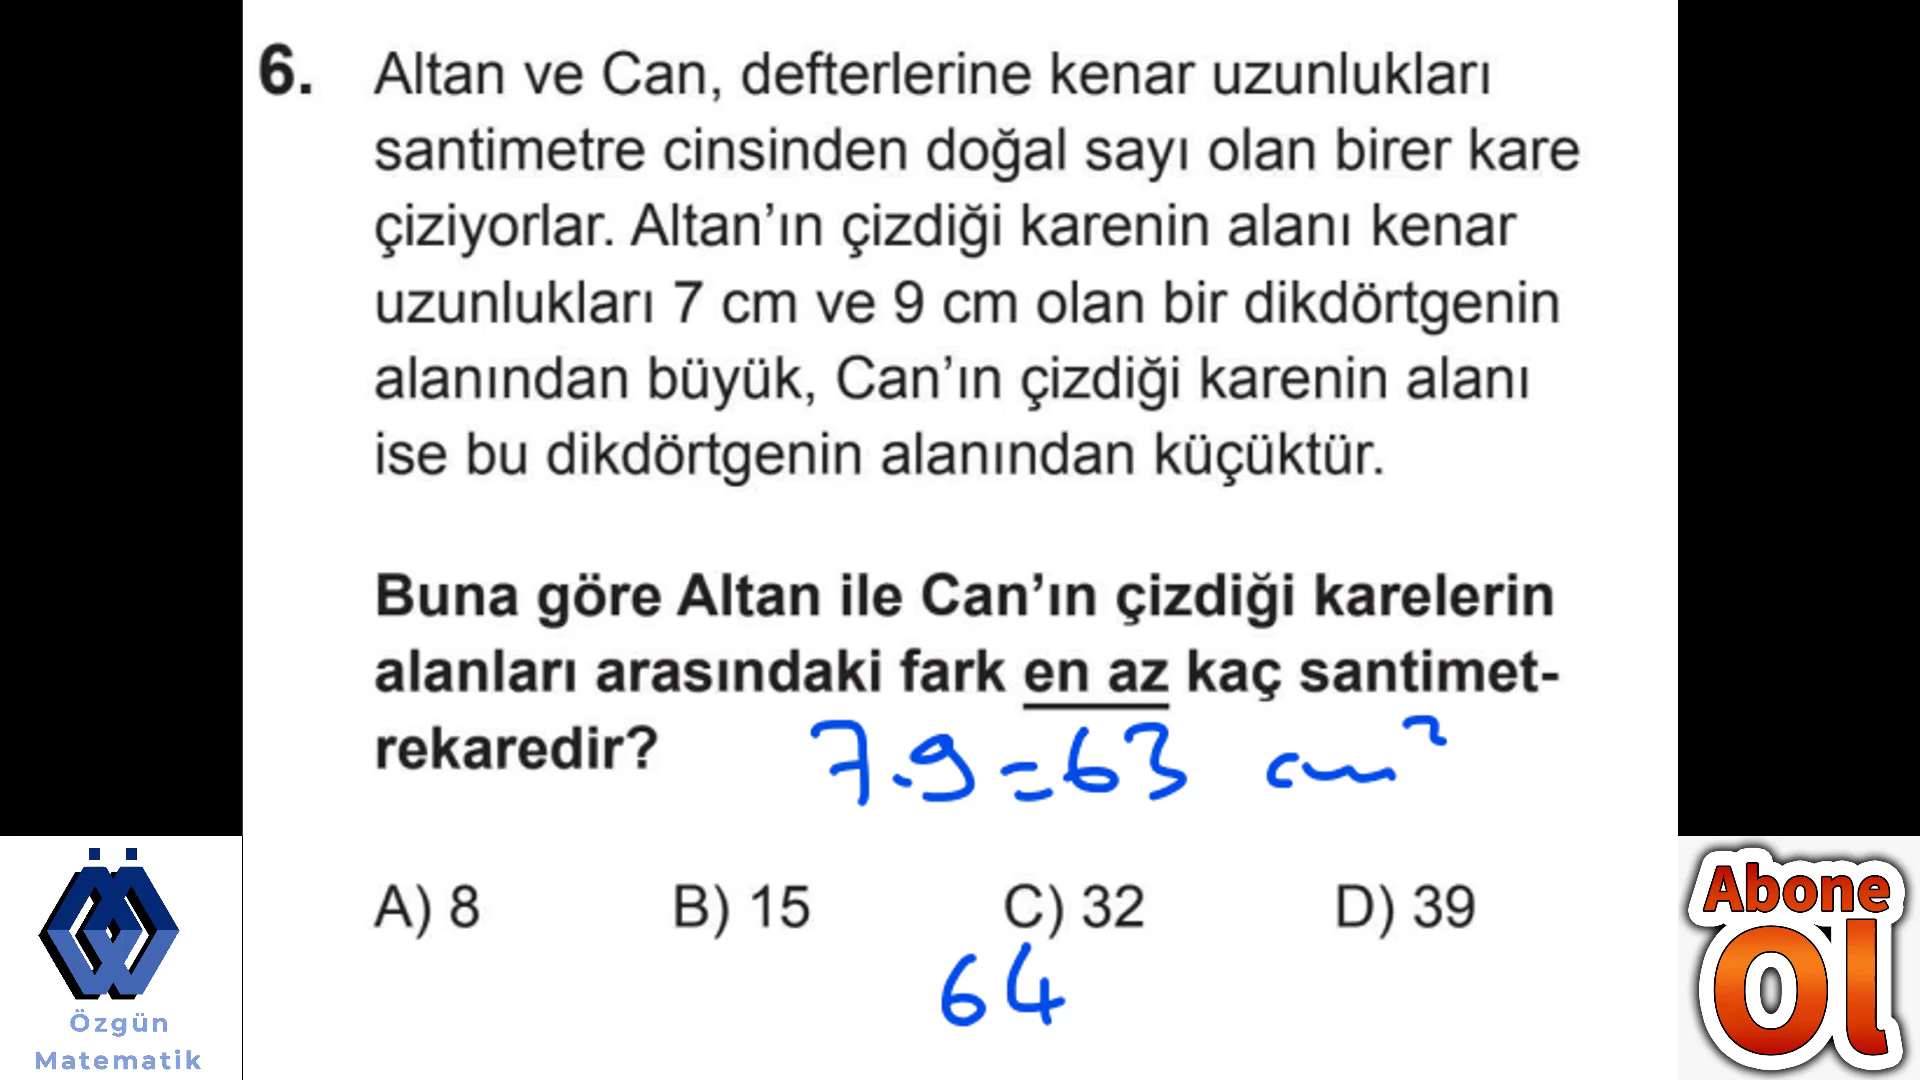 6. Altan ve Can, defterlerine kenar uzunlukları
santimetre cinsinden doğal sayı olan birer kare
çiziyorlar. Altan’ın çizdiği karenin alanı kenar
uzunlukları 7 cm ve 9 cm olan bir dikdörtgenin
alanından büyük, Can’ın çizdiği karenin alanı
ise bu dikdörtgenin alanından küçüktür.
Buna göre Altan ile Can’ın çizdiği karelerin
alanları arasındaki fark en az kaç santimet-
rekaredir?
7.9=63 cm²
A) 8 B) 15 C) 32 D) 39
64
Özgün
Matematik
Abone
Ol